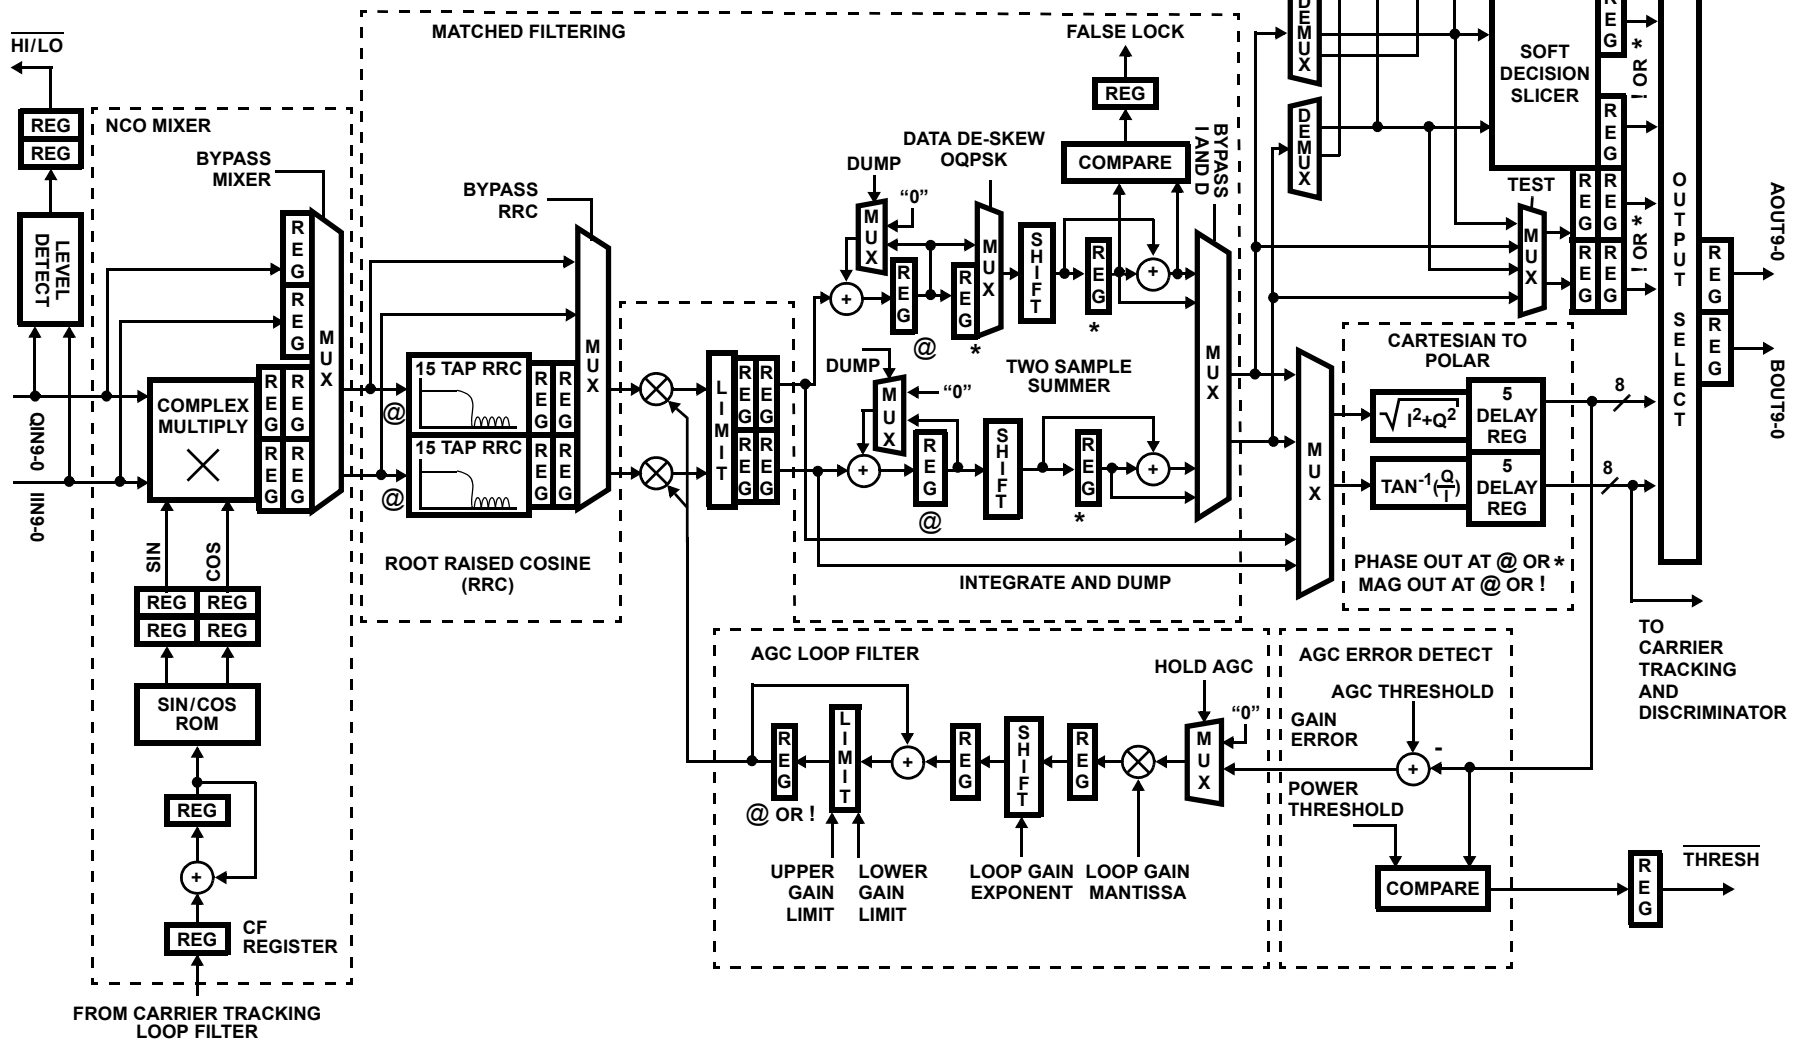 HI/LO
REG
REG
LEVEL
DETECT
QIN9-0
IIN9-0
NCO MIXER
BYPASS
MIXER
REG
REG
MUX
COMPLEX
MULTIPLY
REG
REG
REG
REG
SIN
COS
REG
REG
REG
REG
SIN/COS
ROM
REG
+
REG
CF
REGISTER
FROM CARRIER TRACKING
LOOP FILTER
MATCHED FILTERING
BYPASS
RRC
15 TAP RRC
@
REG
REG
15 TAP RRC
@
REG
REG
MUX
ROOT RAISED COSINE
(RRC)
LIMIT
REG
REG
REG
REG
FALSE LOCK
REG
COMPARE
DATA DE-SKEW
OQPSK
DUMP
"0"
MUX
+
REG
@
REG
*
MUX
SHIFT
REG
*
+
BYPASS
I AND D
MUX
DUMP
"0"
MUX
+
REG
@
TWO SAMPLE
SUMMER
SHIFT
REG
*
+
INTEGRATE AND DUMP
DEMUX
DEMUX
SOFT
DECISION
SLICER
REG
* OR !
REG
TEST
MUX
REG
REG
REG
REG
* OR !
OUTPUT SELECT
REG
REG
AOUT9-0
BOUT9-0
MUX
CARTESIAN TO
POLAR
√I²+Q²
5
DELAY
REG
8
TAN⁻¹(Q/I)
5
DELAY
REG
8
PHASE OUT AT @ OR *
MAG OUT AT @ OR !
TO
CARRIER
TRACKING
AND
DISCRIMINATOR
AGC LOOP FILTER
HOLD AGC
"0"
MUX
REG
SHIFT
REG
+
LIMIT
REG
@ OR !
UPPER
GAIN
LIMIT
LOWER
GAIN
LIMIT
LOOP GAIN
EXPONENT
LOOP GAIN
MANTISSA
AGC ERROR DETECT
AGC THRESHOLD
GAIN
ERROR
-
+
POWER
THRESHOLD
COMPARE
REG
THRESH